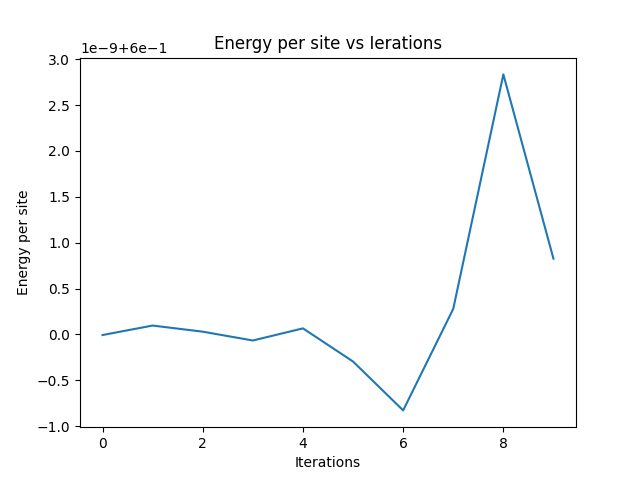 Energy per site vs Ierations
1e−9+6e−1
3.0
2.5
2.0
1.5
1.0
0.5
0.0
−0.5
−1.0
Energy per site
0 2 4 6 8
Iterations